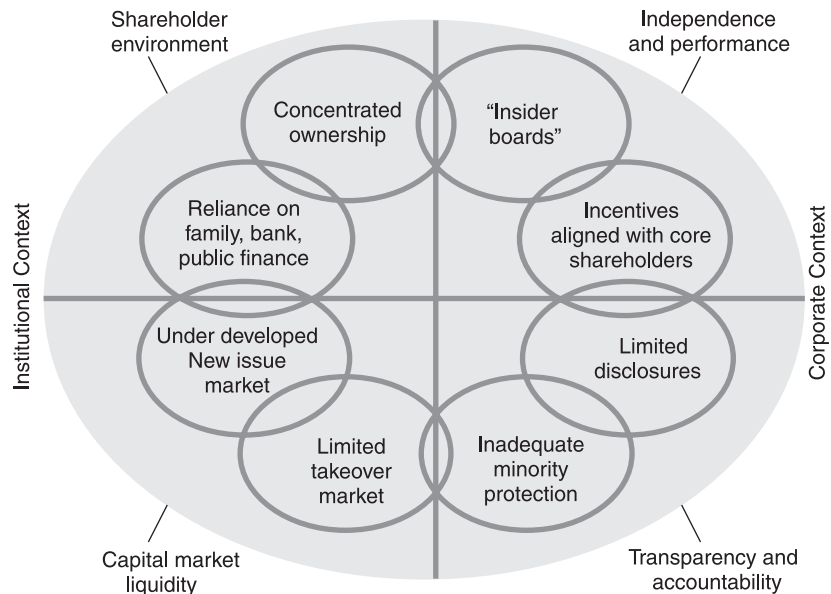 Shareholder
environment
Independence
and performance
Concentrated
ownership
“Insider
boards”
Reliance on
family, bank,
public finance
Incentives
aligned with core
shareholders
Institutional Context
Corporate Context
Under developed
New issue
market
Limited
disclosures
Limited
takeover
market
Inadequate
minority
protection
Capital market
liquidity
Transparency and
accountability